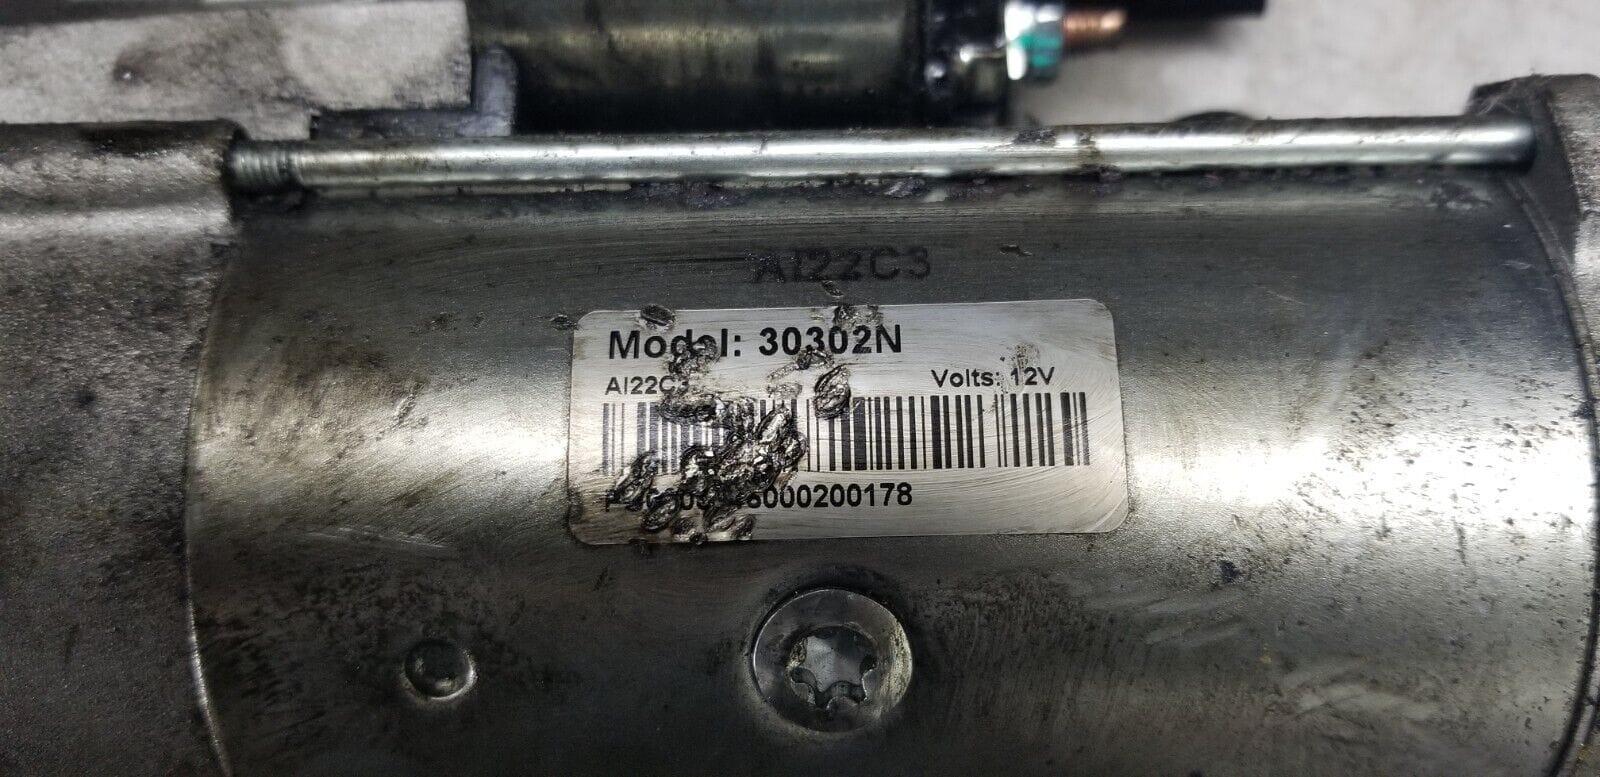 AI22C3
Model: 30302N
AI22C3
Volts: 12V